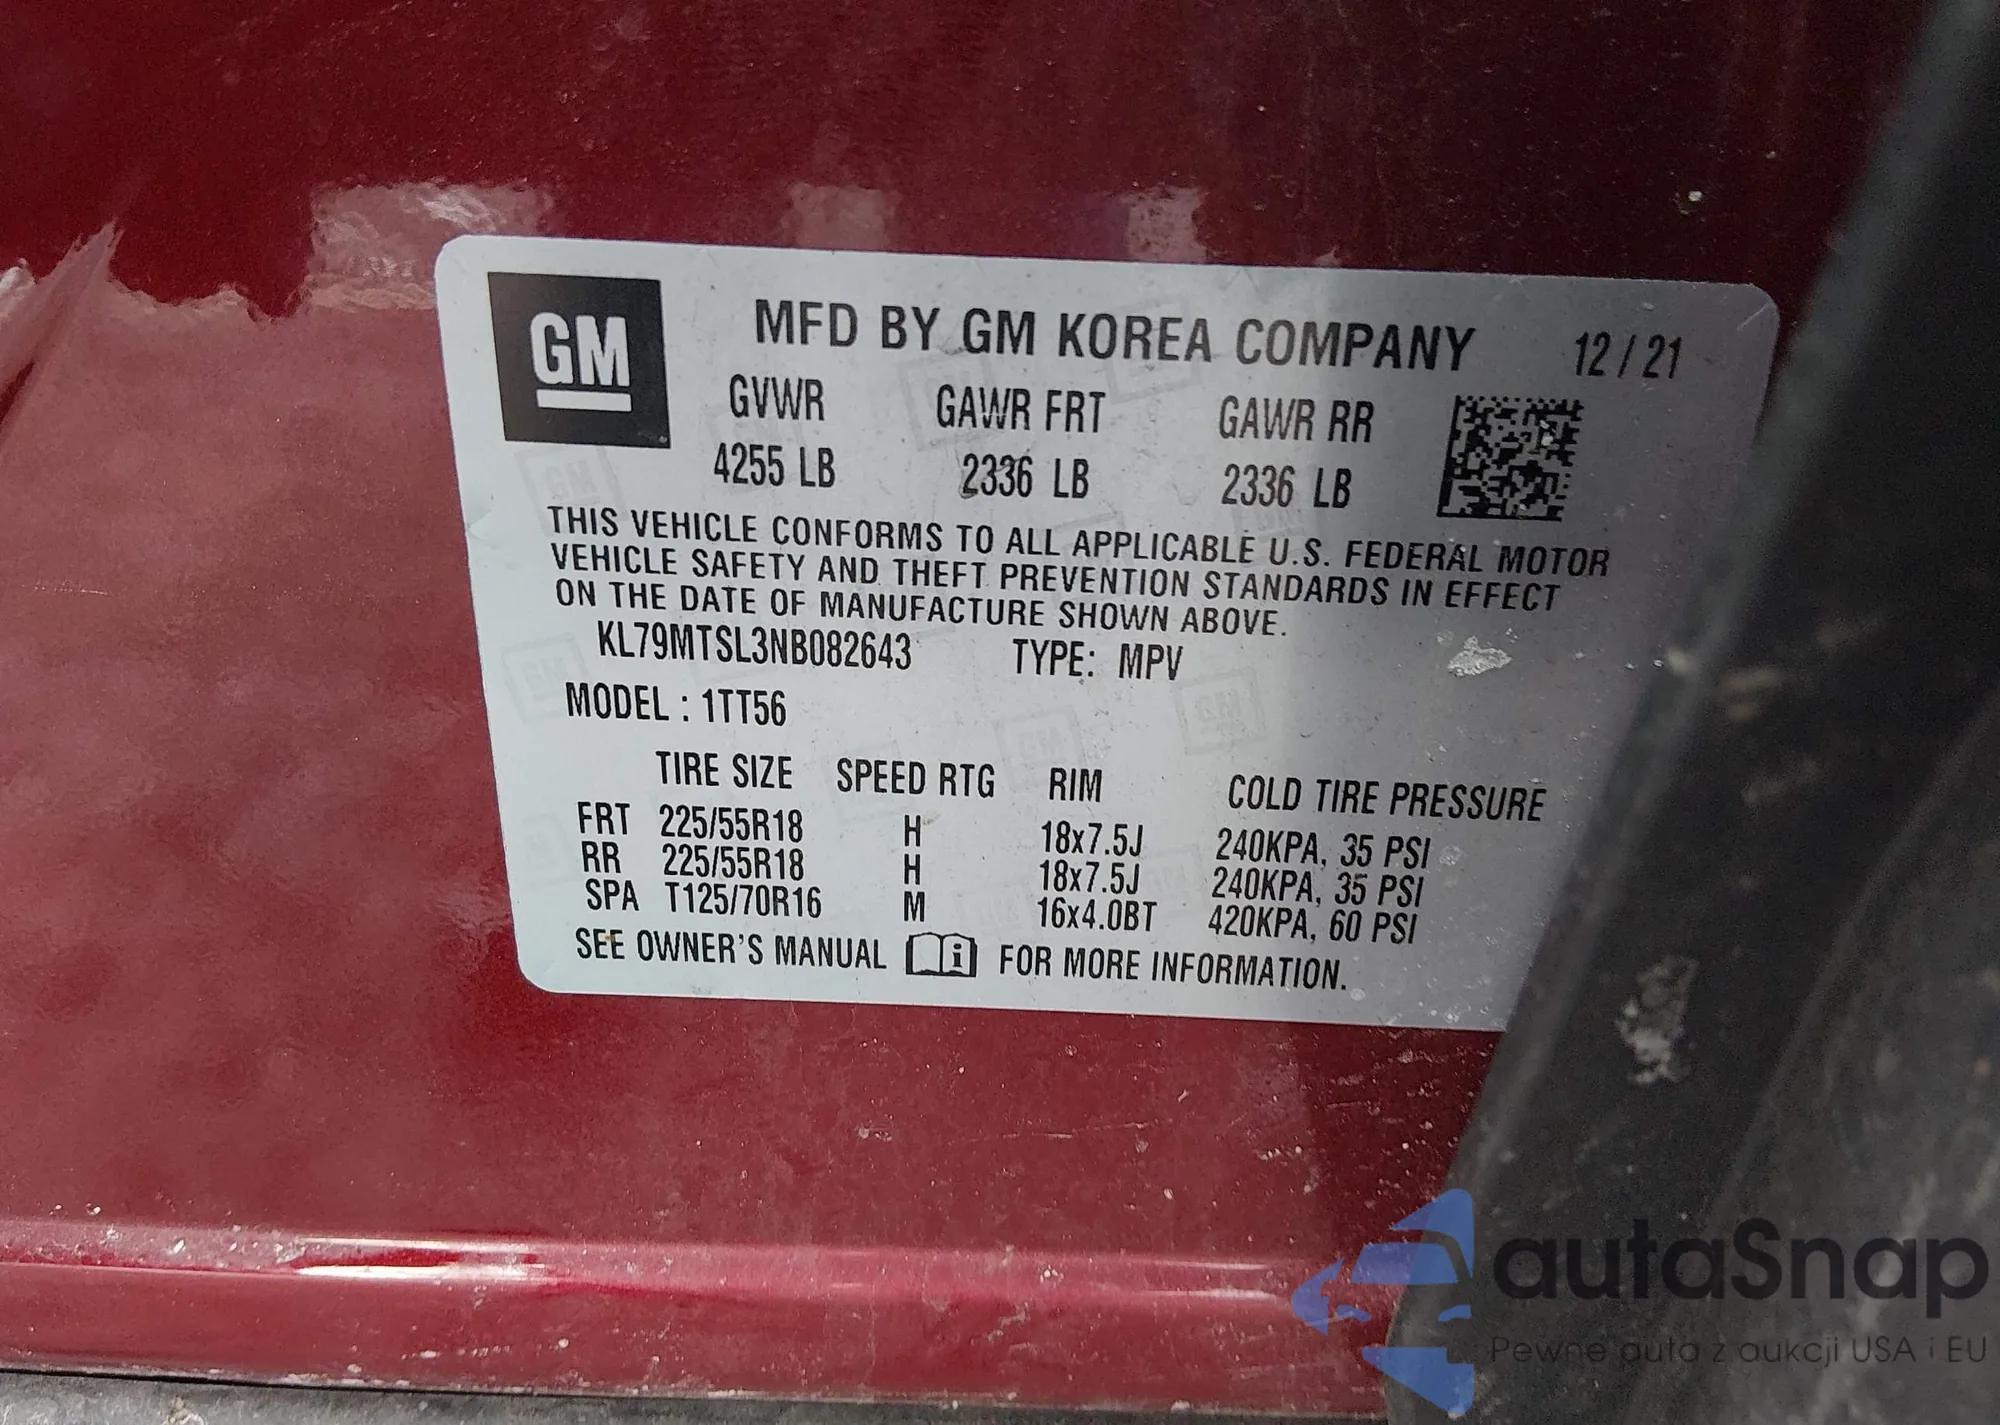 GM
MFD BY GM KOREA COMPANY 12/21
GVWR GAWR FRT GAWR RR
4255 LB 2336 LB 2336 LB
THIS VEHICLE CONFORMS TO ALL APPLICABLE U.S. FEDERAL MOTOR
VEHICLE SAFETY AND THEFT PREVENTION STANDARDS IN EFFECT
ON THE DATE OF MANUFACTURE SHOWN ABOVE.
KL79MTSL3NB082643 TYPE: MPV
MODEL : 1TT56
TIRE SIZE SPEED RTG RIM COLD TIRE PRESSURE
FRT 225/55R18 H 18x7.5J 240KPA, 35 PSI
RR 225/55R18 H 18x7.5J 240KPA, 35 PSI
SPA T125/70R16 M 16x4.0BT 420KPA, 60 PSI
SEE OWNER'S MANUAL i FOR MORE INFORMATION.
autaSnap
Pewne auta z aukcji USA i EU